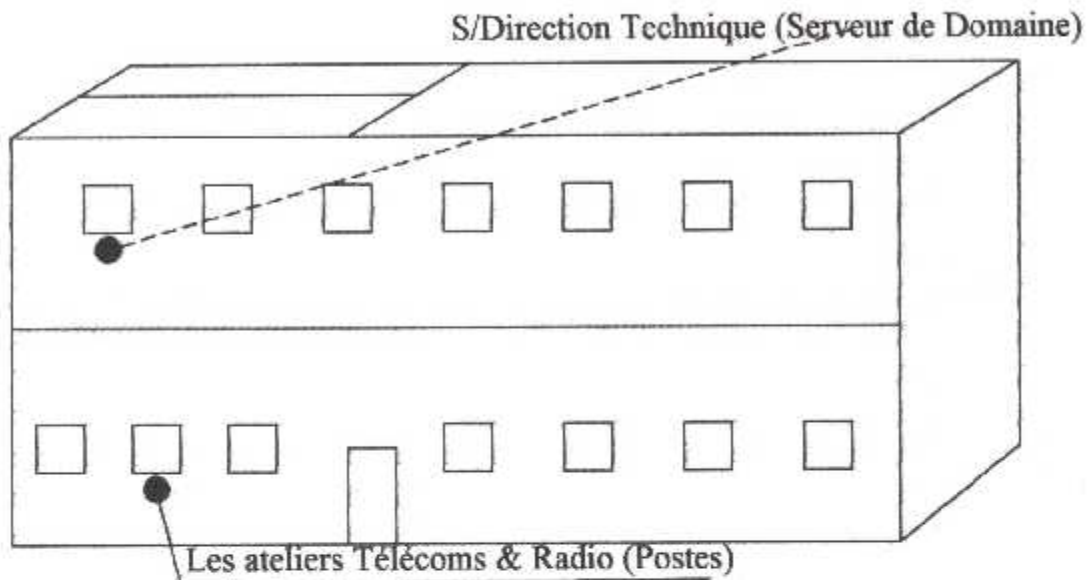 S/Direction Technique (Serveur de Domaine)
Les ateliers Télécoms & Radio (Postes)